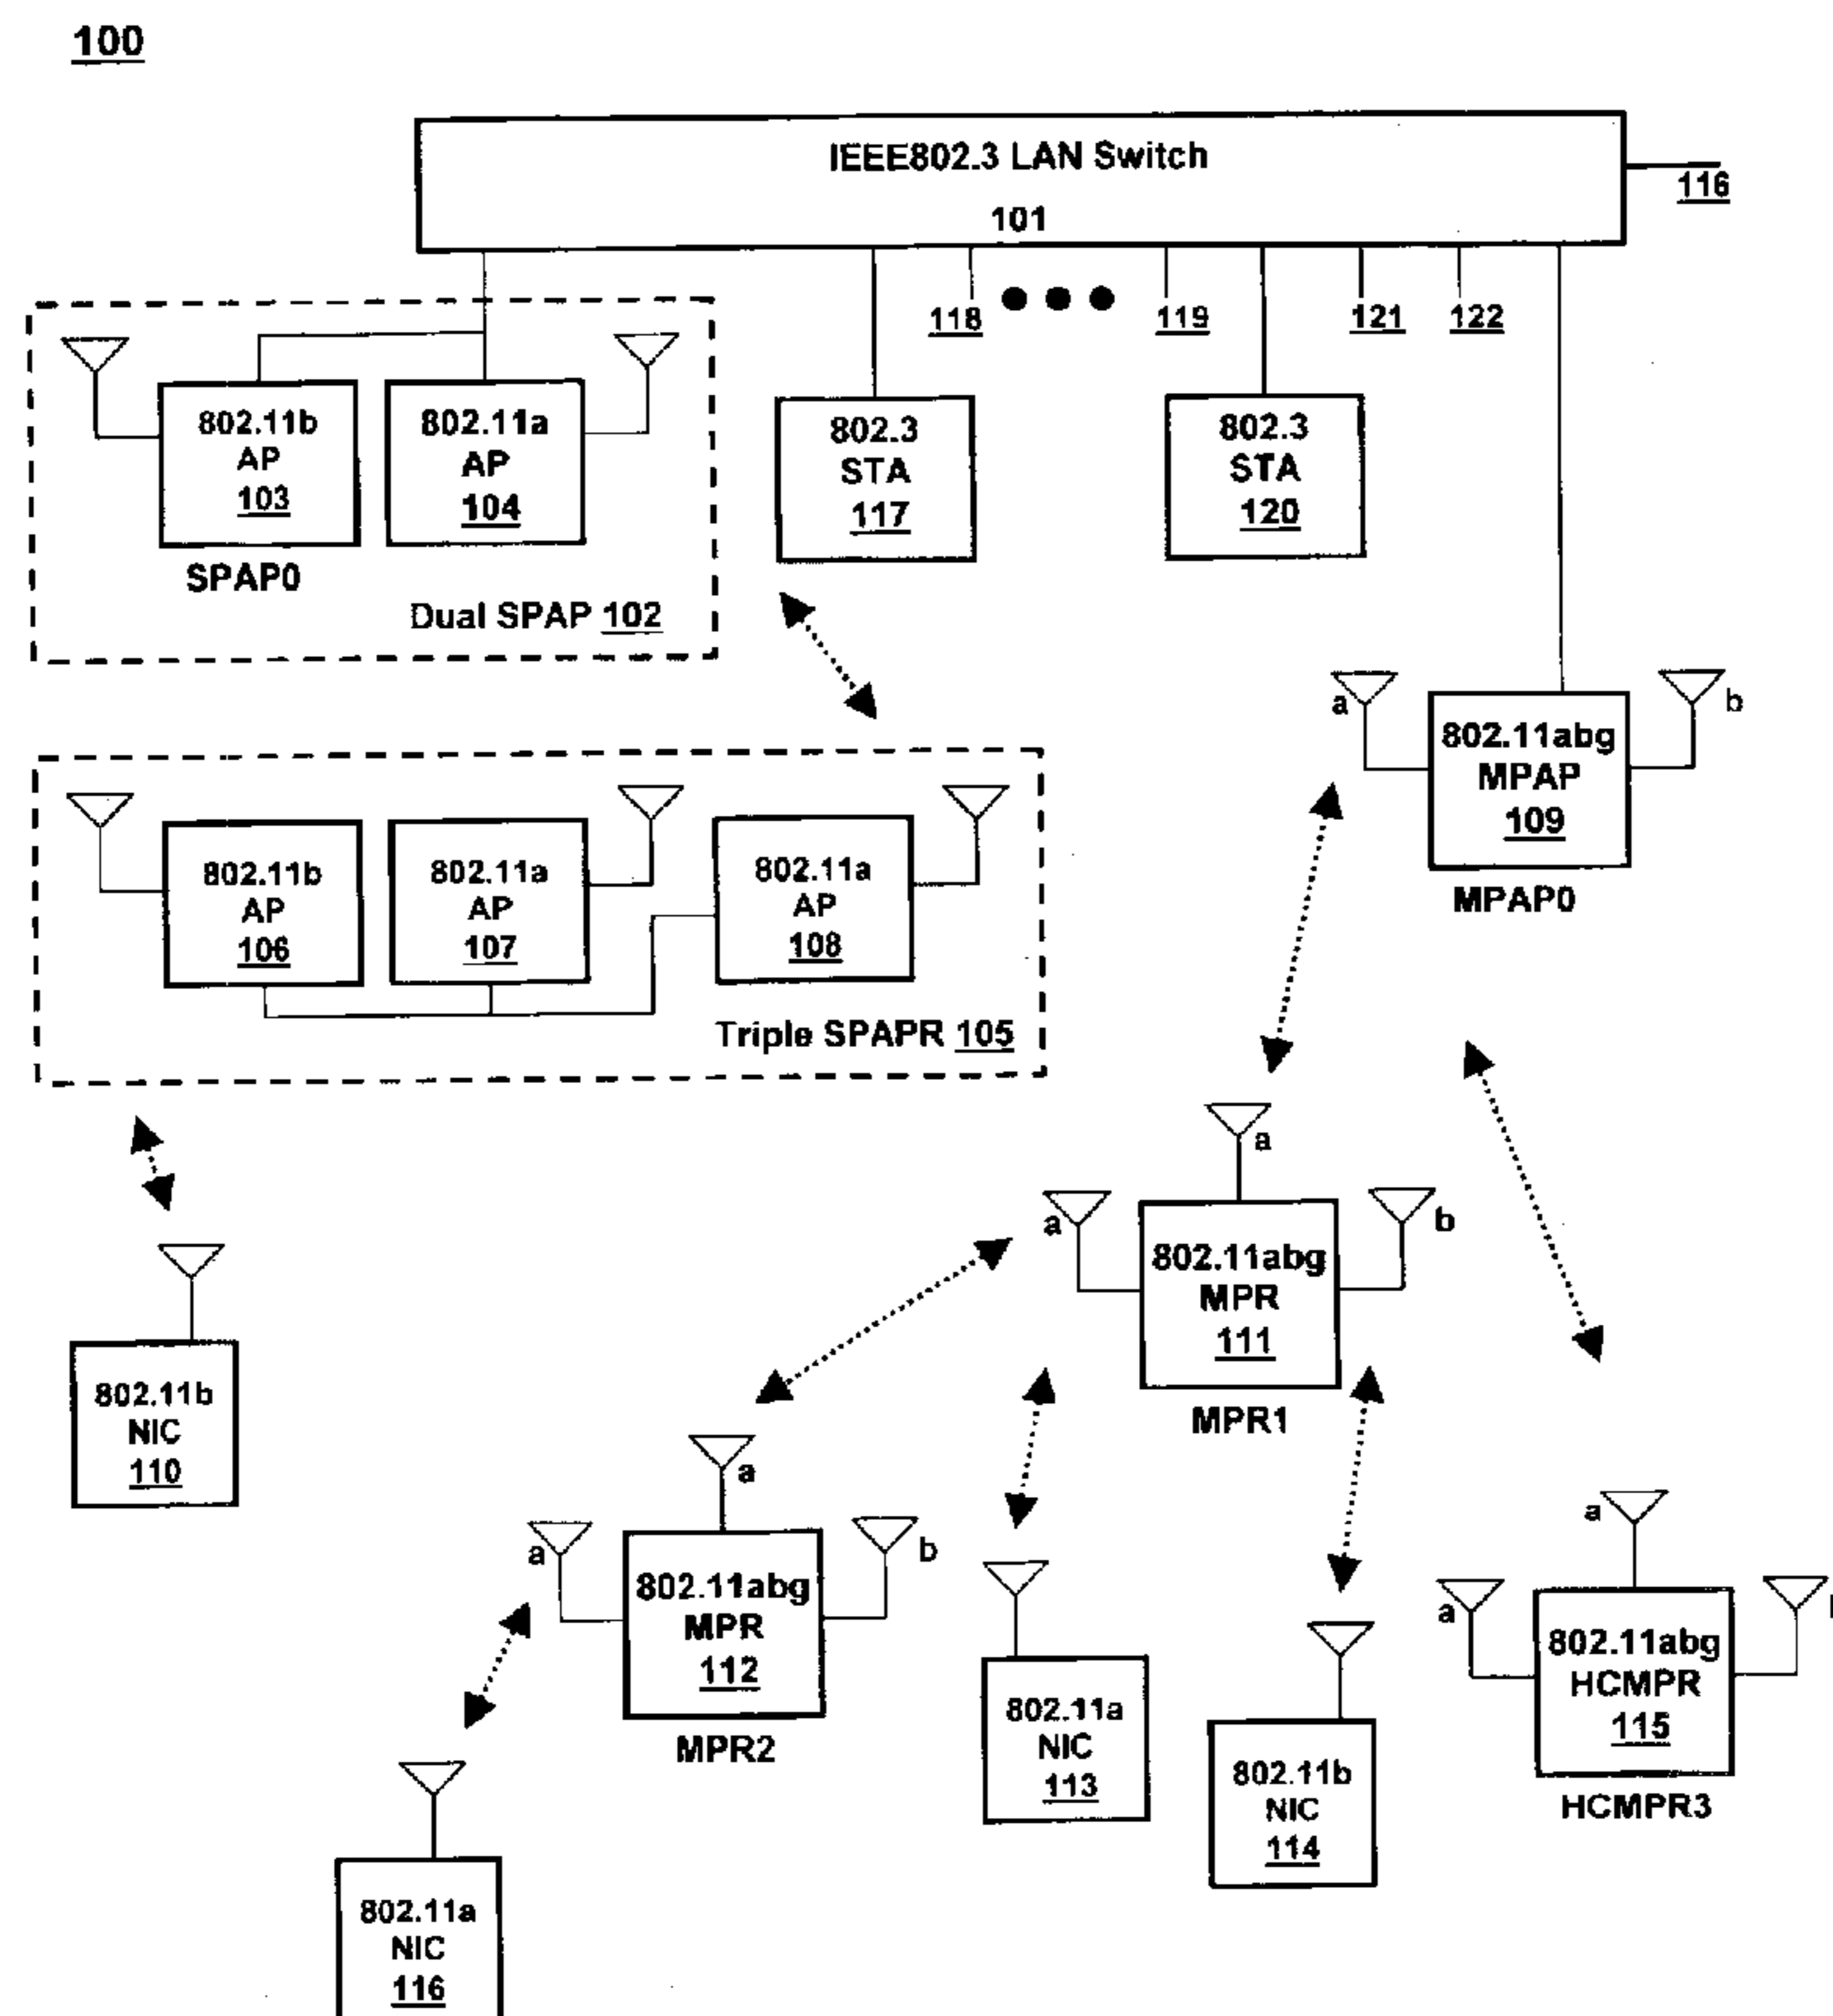 100
IEEE802.3 LAN Switch
101
116
118
119
121
122
802.11b
AP
103
802.11a
AP
104
SPAP0
Dual SPAP 102
802.3
STA
117
802.3
STA
120
a
b
802.11abg
MPAP
109
MPAP0
802.11b
AP
106
802.11a
AP
107
802.11a
AP
108
Triple SPAPR 105
a
a
b
802.11abg
MPR
111
MPR1
802.11b
NIC
110
a
a
b
802.11abg
MPR
112
MPR2
802.11a
NIC
113
802.11b
NIC
114
a
a
802.11abg
HCMPR
115
HCMPR3
802.11a
NIC
116